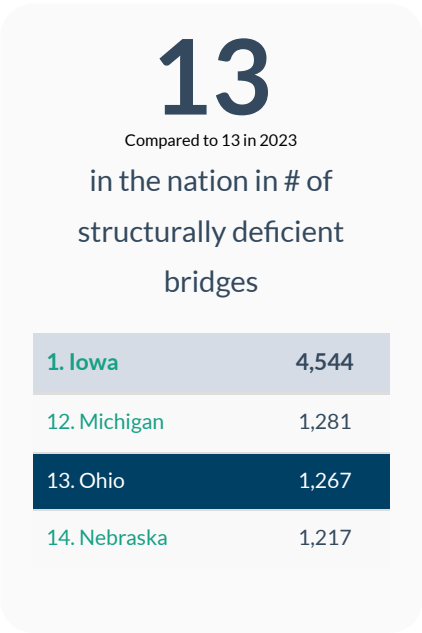 13
Compared to 13 in 2023
in the nation in # of
structurally deficient
bridges
1. Iowa 4,544
12. Michigan 1,281
13. Ohio 1,267
14. Nebraska 1,217